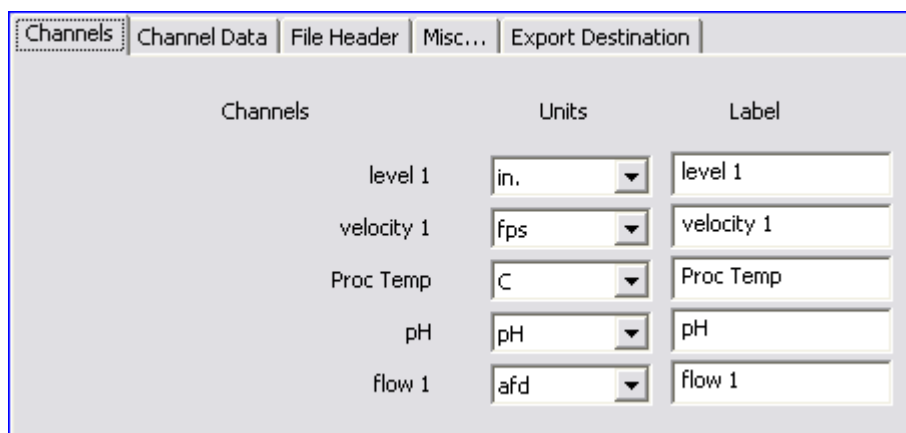 Channels Channel Data File Header Misc... Export Destination
Channels Units Label
level 1 in. level 1
velocity 1 fps velocity 1
Proc Temp C Proc Temp
pH pH pH
flow 1 afd flow 1